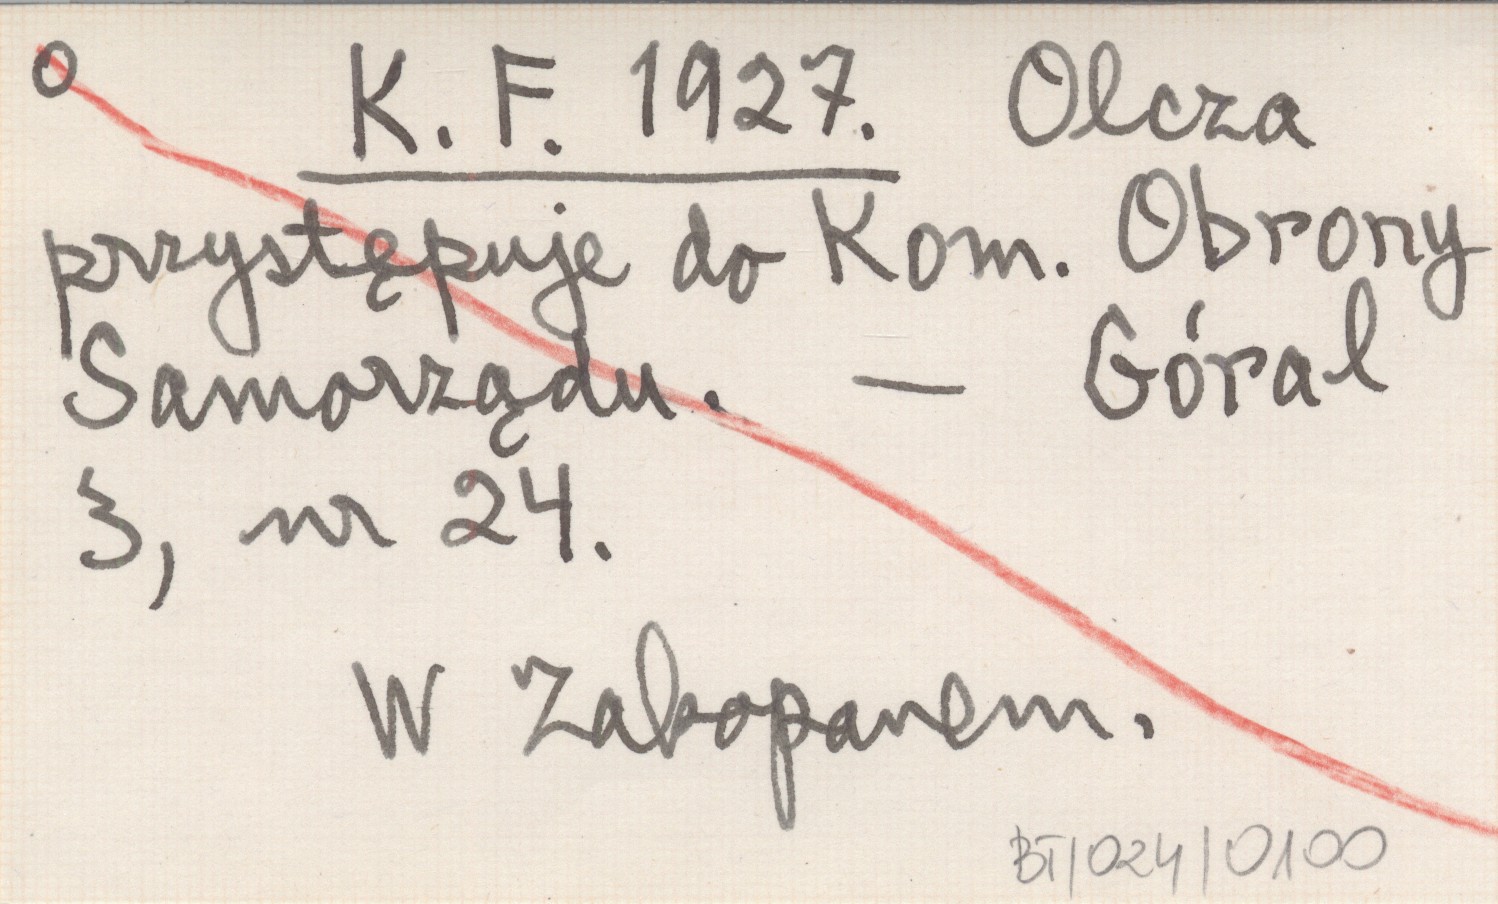 O K. F. 1927. Olcza
przystępuje do Kom. Obrony
Samorządu. — Góral
3, nr 24.
W Zakopanem.
BT/024/0100